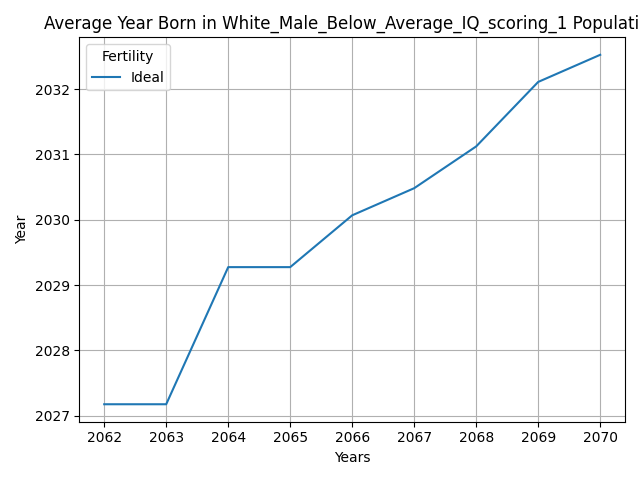 Average Year Born in White_Male_Below_Average_IQ_scoring_1 Populati
Fertility
Ideal
Year
2032
2031
2030
2029
2028
2027
2062 2063 2064 2065 2066 2067 2068 2069 2070
Years